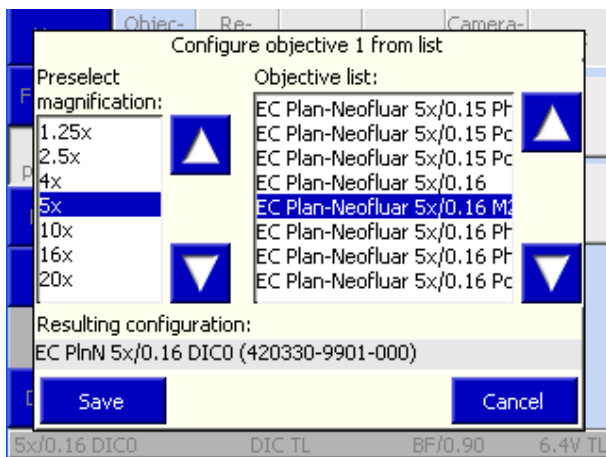 Objec- Re- Camera-
Configure objective 1 from list
Preselect
magnification:
1.25x
2.5x
4x
5x
10x
16x
20x
Objective list:
EC Plan-Neofluar 5x/0.15 Ph
EC Plan-Neofluar 5x/0.15 Pc
EC Plan-Neofluar 5x/0.15 Pc
EC Plan-Neofluar 5x/0.16
EC Plan-Neofluar 5x/0.16 M2
EC Plan-Neofluar 5x/0.16 Ph
EC Plan-Neofluar 5x/0.16 Ph
EC Plan-Neofluar 5x/0.16 Pc
Resulting configuration:
EC PlnN 5x/0.16 DIC0 (420330-9901-000)
Save Cancel
5x/0.16 DIC0 DIC TL BF/0.90 6.4V TL